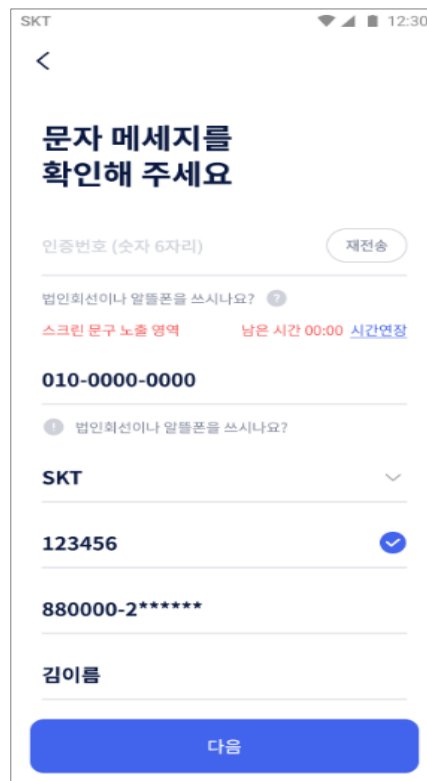 SKT 12:30
문자 메세지를
확인해 주세요
인증번호 (숫자 6자리) 재전송
법인회선이나 알뜰폰을 쓰시나요? ?
스크린 문구 노출 영역 남은 시간 00:00 시간연장
010-0000-0000
! 법인회선이나 알뜰폰을 쓰시나요?
SKT
123456
880000-2******
김이름
다음